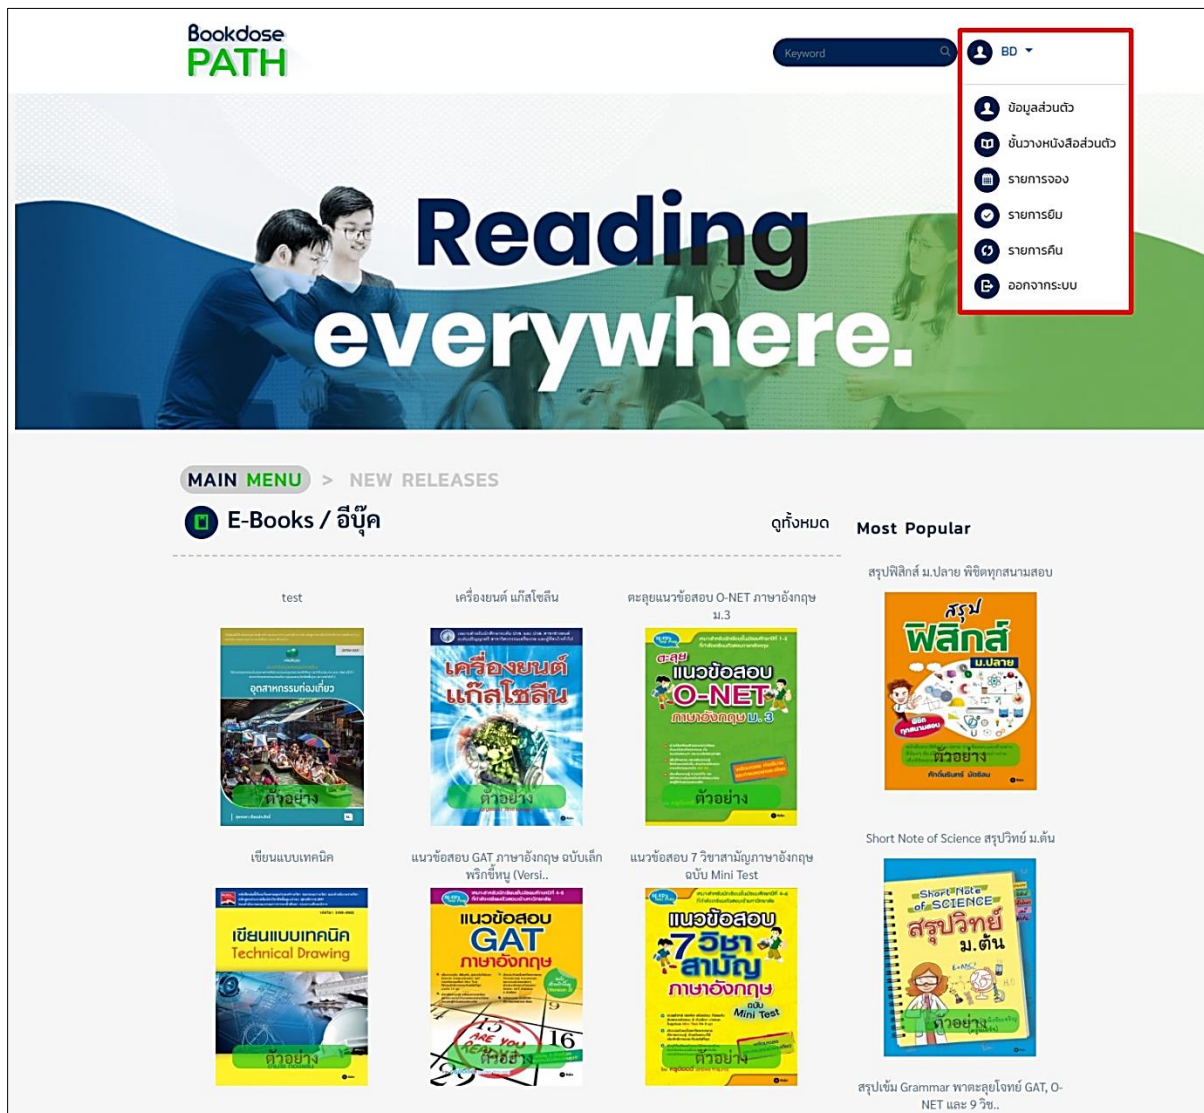 Bookdose
PATH
Keyword
BD
ข้อมูลส่วนตัว
ชั้นวางหนังสือส่วนตัว
รายการจอง
รายการยืม
รายการคืน
ออกจากระบบ
Reading
everywhere.
MAIN MENU > NEW RELEASES
E-Books / อีบุ๊ค
ดูทั้งหมด
test
เครื่องยนต์ แก๊สโซลีน
ตะลุยแนวข้อสอบ O-NET ภาษาอังกฤษ
ม.3
อุตสาหกรรมท่องเที่ยว
ตัวอย่าง
เครื่องยนต์
แก๊สโซลีน
ตัวอย่าง
ตะลุย
แนวข้อสอบ
O-NET
ภาษาอังกฤษ ม. 3
ตัวอย่าง
เขียนแบบเทคนิค
แนวข้อสอบ GAT ภาษาอังกฤษ ฉบับเล็ก
พริกขี้หนู (Versi..
แนวข้อสอบ 7 วิชาสามัญภาษาอังกฤษ
ฉบับ Mini Test
เขียนแบบเทคนิค
Technical Drawing
ตัวอย่าง
แนวข้อสอบ
GAT
ภาษาอังกฤษ
9
15
16
ARE YOU
READY?
ตัวอย่าง
แนวข้อสอบ
7 วิชา
สามัญ
ภาษาอังกฤษ
ฉบับ
Mini Test
ตัวอย่าง
Most Popular
สรุปฟิสิกส์ ม.ปลาย พิชิตทุกสนามสอบ
สรุป
ฟิสิกส์
ม.ปลาย
พิชิต
ทุกสนามสอบ
ตัวอย่าง
Short Note of Science สรุปวิทย์ ม.ต้น
Short Note
of SCIENCE
สรุปวิทย์
ม.ต้น
ตัวอย่าง
สรุปเข้ม Grammar พาตะลุยโจทย์ GAT, O-
NET และ 9 วิช..